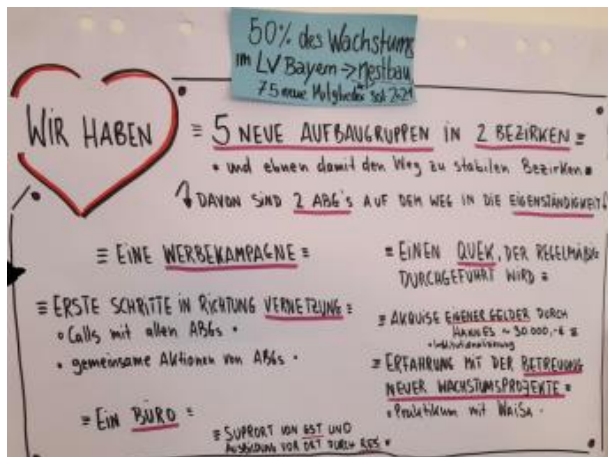 50% des Wachstums
im LV Bayern → nestbau
75 neue Mitglieder seit 2021
WIR HABEN
= 5 NEUE AUFBAUGRUPPEN IN 2 BEZIRKEN =
• und ebnen damit den Weg zu stabilen Bezirken •
↳ DAVON SIND 2 ABG's AUF DEM WEG IN DIE EIGENSTÄNDIGKEIT
= EINE WERBEKAMPAGNE =
= ERSTE SCHRITTE IN RICHTUNG VERNETZUNG =
• Calls mit allen ABGs •
• gemeinsame Aktionen von ABGs •
= EIN BÜRO =
= EINEN QUEK, DER REGELMÄßIG
DURCHGEFÜHRT WIRD =
= AKQUISE EIGENER GELDER DURCH
HANNES ~ 30.000,-€ =
• Institutionalisierung
= ERFAHRUNG MIT DER BETREUUNG
NEUER WACHSTUMSPROJEKTE =
• Praktikum mit WaiSa •
= SUPPORT VON GST UND
AUSBILDUNG VOR ORT DURCH RES. •